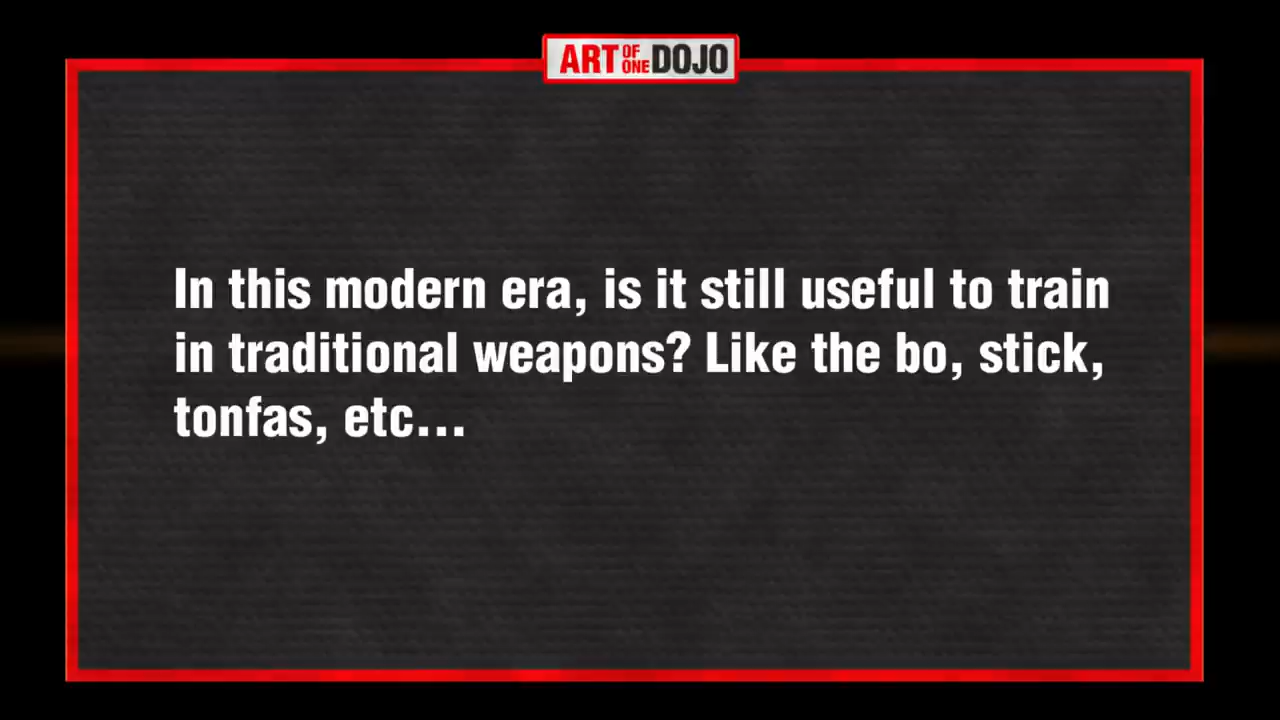 ART OF ONE DOJO
In this modern era, is it still useful to train
in traditional weapons? Like the bo, stick,
tonfas, etc...